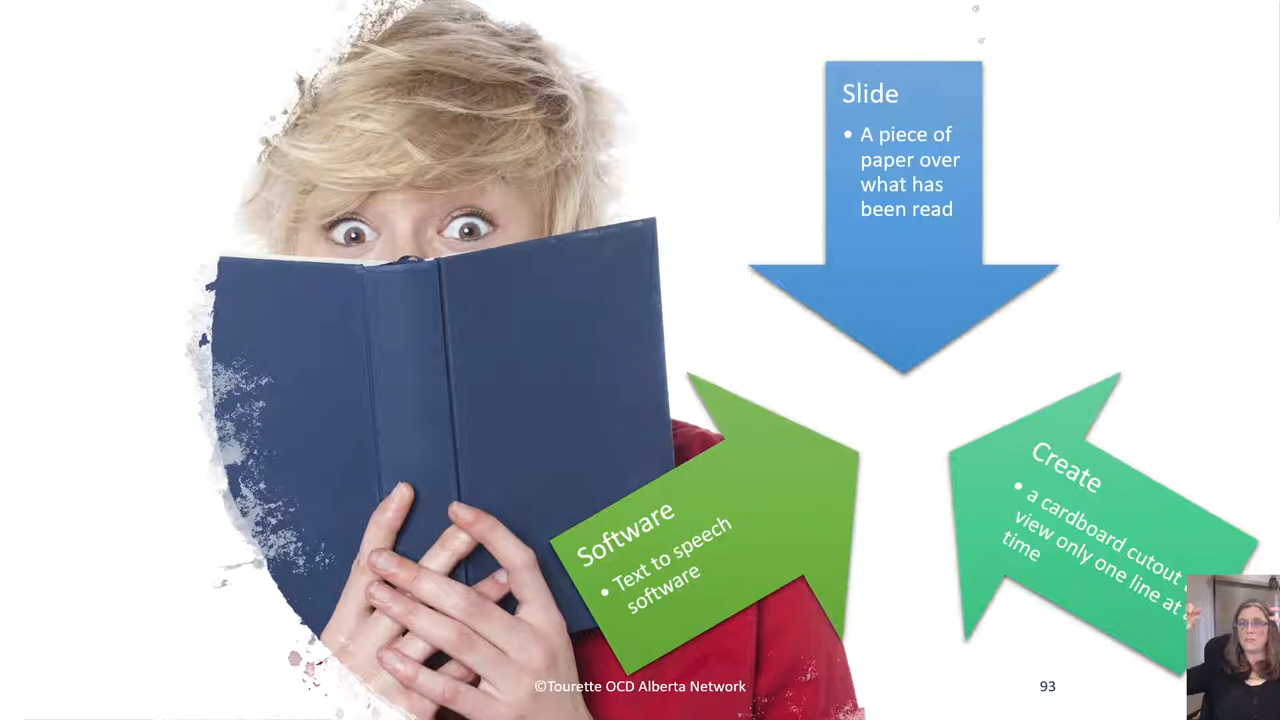 Slide
• A piece of
paper over
what has
been read
Software
• Text to speech
software
Create
• a cardboard cutout
view only one line at
time
©Tourette OCD Alberta Network
93